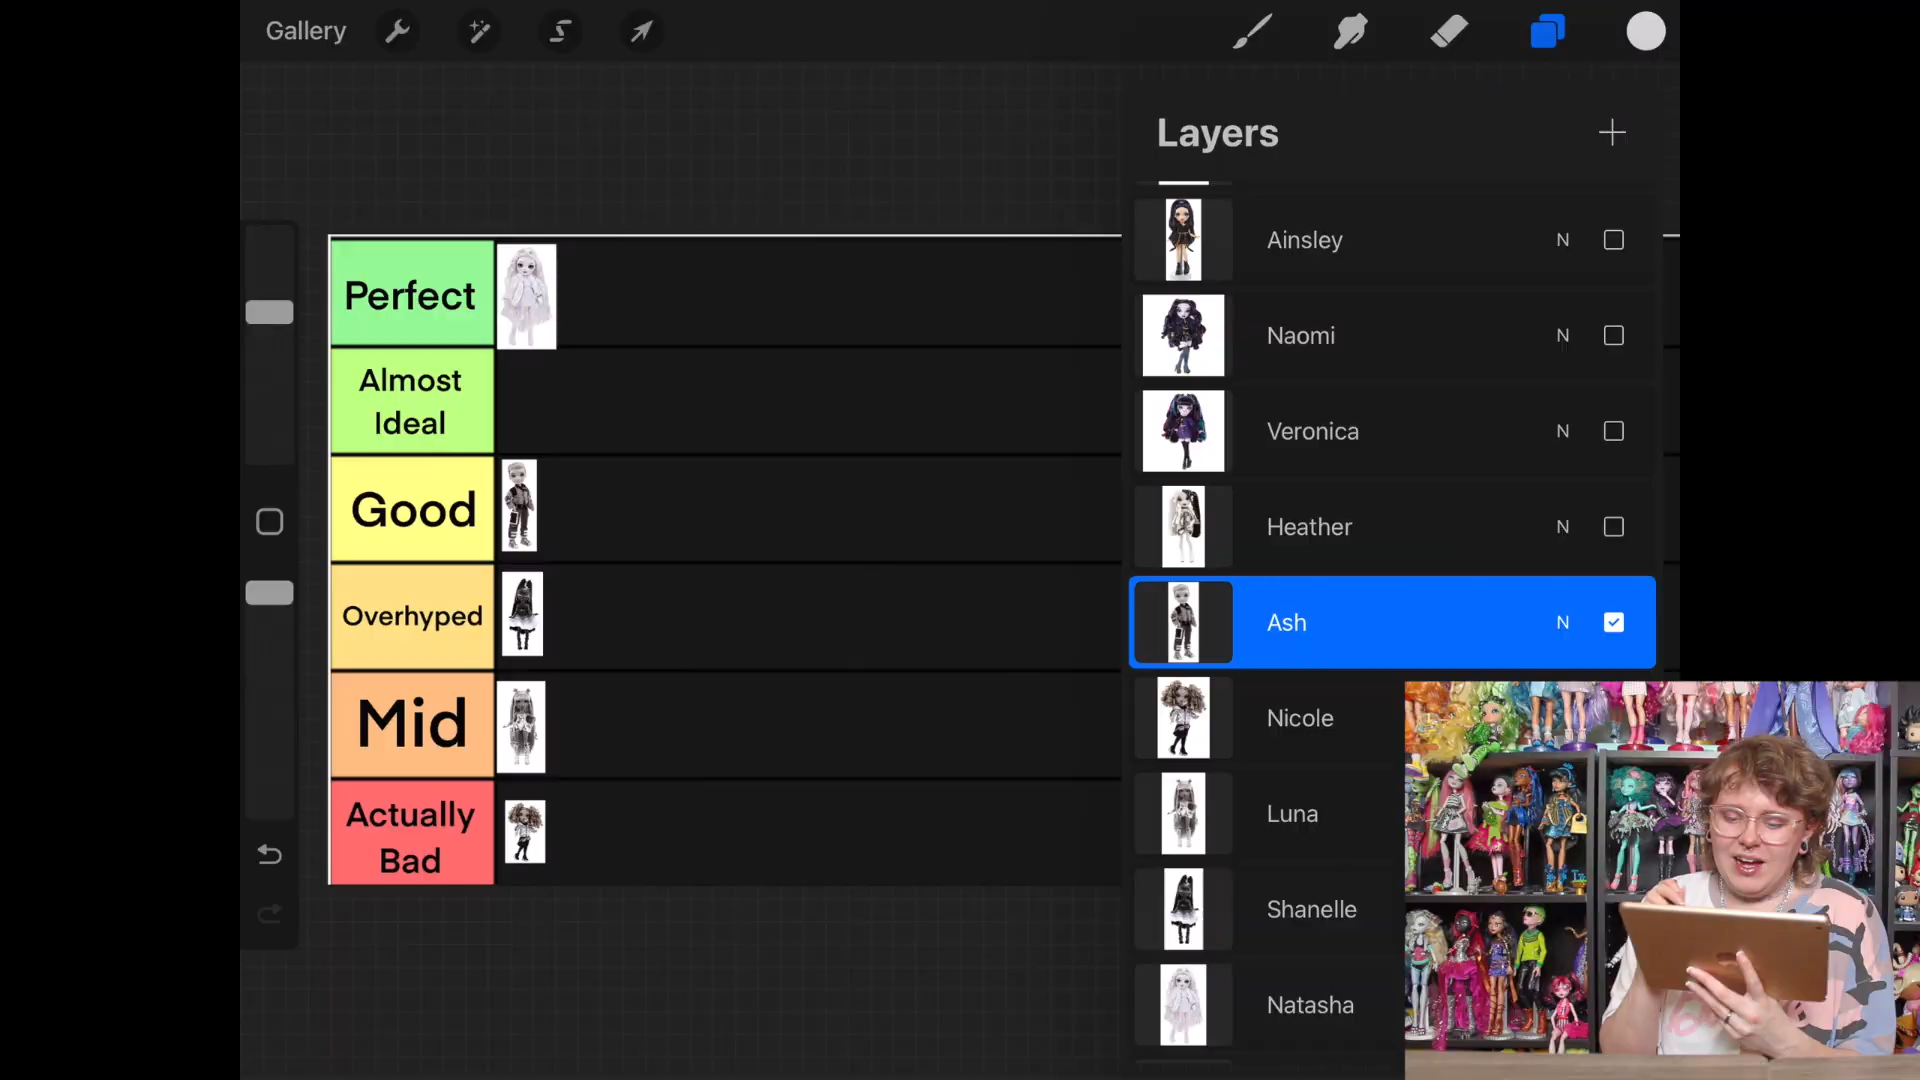 Gallery
Layers
Ainsley N
Naomi N
Veronica N
Heather N
Ash N
Nicole
Luna
Shanelle
Natasha
Perfect
Almost
Ideal
Good
Overhyped
Mid
Actually
Bad